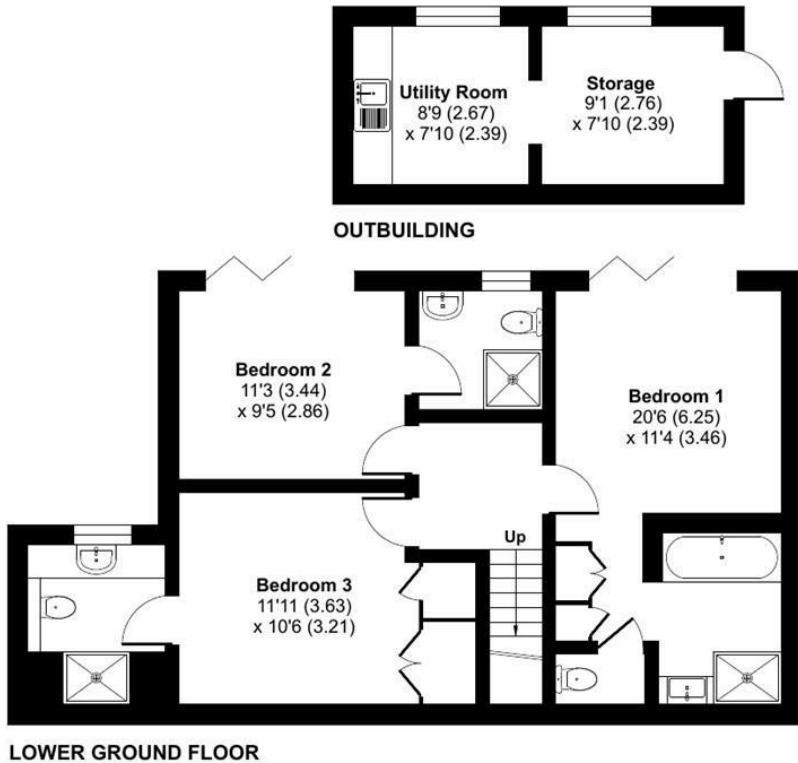 Utility Room
8'9 (2.67)
x 7'10 (2.39)
Storage
9'1 (2.76)
x 7'10 (2.39)
OUTBUILDING
Bedroom 2
11'3 (3.44)
x 9'5 (2.86)
Bedroom 1
20'6 (6.25)
x 11'4 (3.46)
Up
Bedroom 3
11'11 (3.63)
x 10'6 (3.21)
LOWER GROUND FLOOR